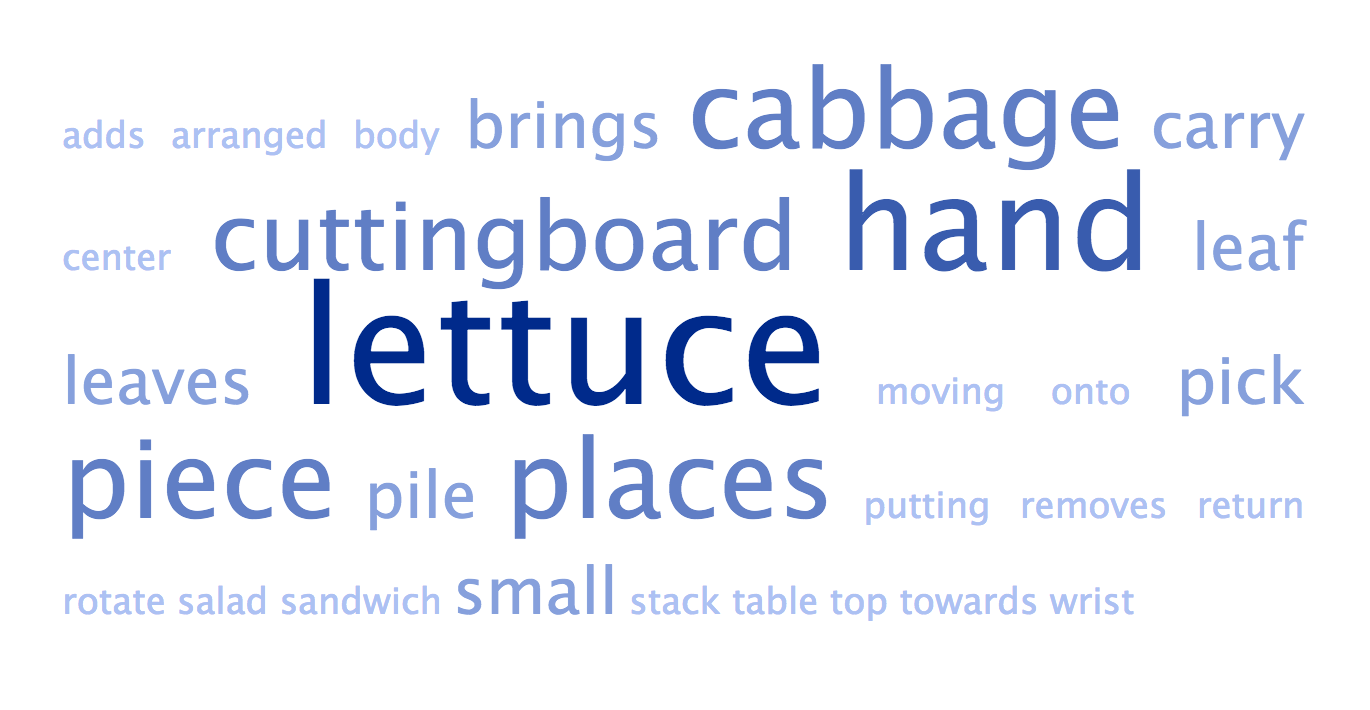 adds arranged body brings cabbage carry
center cuttingboard hand leaf
leaves lettuce moving onto pick
piece pile places putting removes return
rotate salad sandwich small stack table top towards wrist